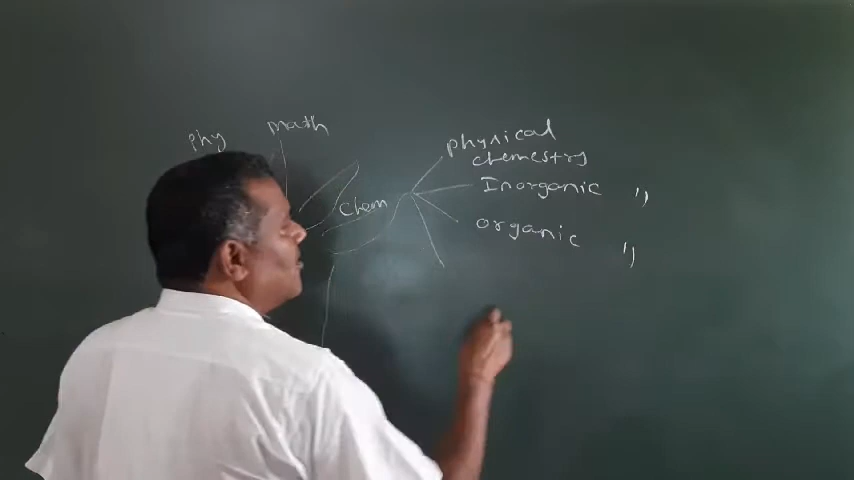 phy
math
chem
physical
chemestry
Inorganic "
organic "